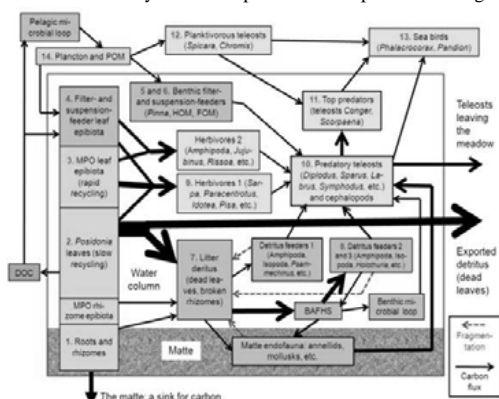 Pelagic mi-
crobial loop
14. Plancton and POM
12. Planktivorous teleosts
(Spicara, Chromis)
13. Sea birds
(Phalacrocorax, Pandion)
4. Filter- and
suspension-
feeder leaf
epibiota
5 and 6. Benthic filter-
and suspension-feeders
(Pinna, HOM, FOM)
11. Top predators
(teleosts Conger,
Scorpaena)
Teleosts
leaving the
meadow
3. MPO leaf
epibiota
(rapid
recycling)
Herbivores 2
(Amphipoda, Juju-
binus, Rissoa, etc.)
9. Herbivores 1 (Sar-
pa, Paracentrotus,
Idotea, Pisa, etc.)
10. Predatory teleosts
(Diplodus, Sparus, La-
brus, Symphodus, etc.)
and cephalopods
2. Posidonia
leaves (slow
recycling)
DOC
Water
column
7. Litter
detritus
(dead lea-
ves, broken
rhizomes)
Detritus feeders 1
(Amphipoda,
Isopoda, Psam-
mechinus, etc.)
8. Detritus feeders 2
and 3 (Amphipoda, Iso-
poda, Holothuria, etc.)
Exported
detritus
(dead
leaves)
MPO rhi-
zome epibiota
BAFHS
Benthic mi-
crobial loop
1. Roots and
rhizomes
Matte
Matte endofauna: annelids,
mollusks, etc.
Fragmen-
tation
Carbon
flux
The matte: a sink for carbon